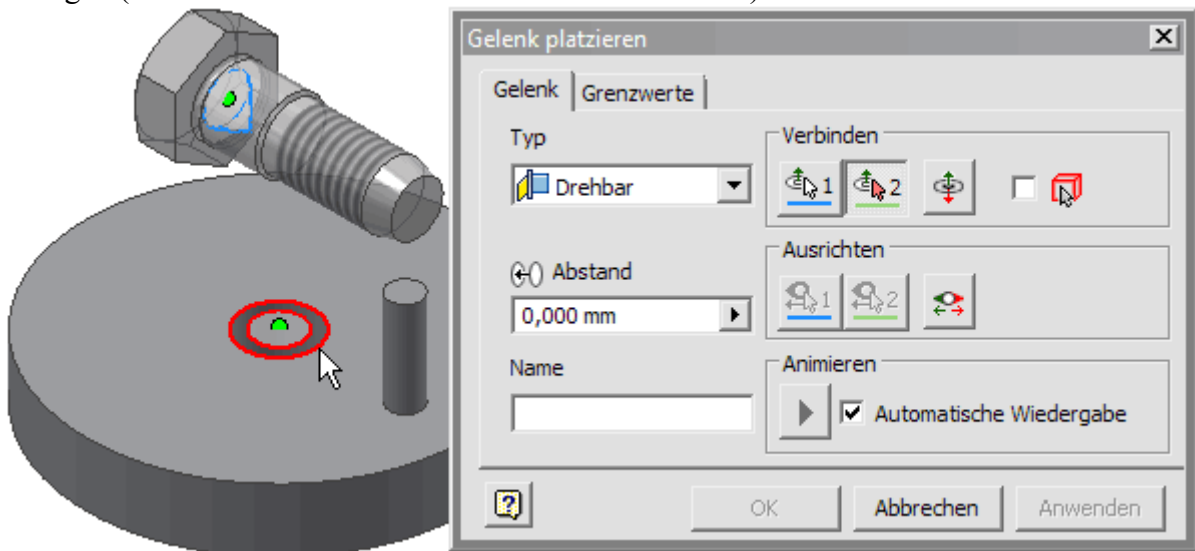 Gelenk platzieren
Gelenk Grenzwerte
Typ
Verbinden
Drehbar
1 2
Abstand
Ausrichten
0,000 mm
1 2
Name
Animieren
Automatische Wiedergabe
OK Abbrechen Anwenden